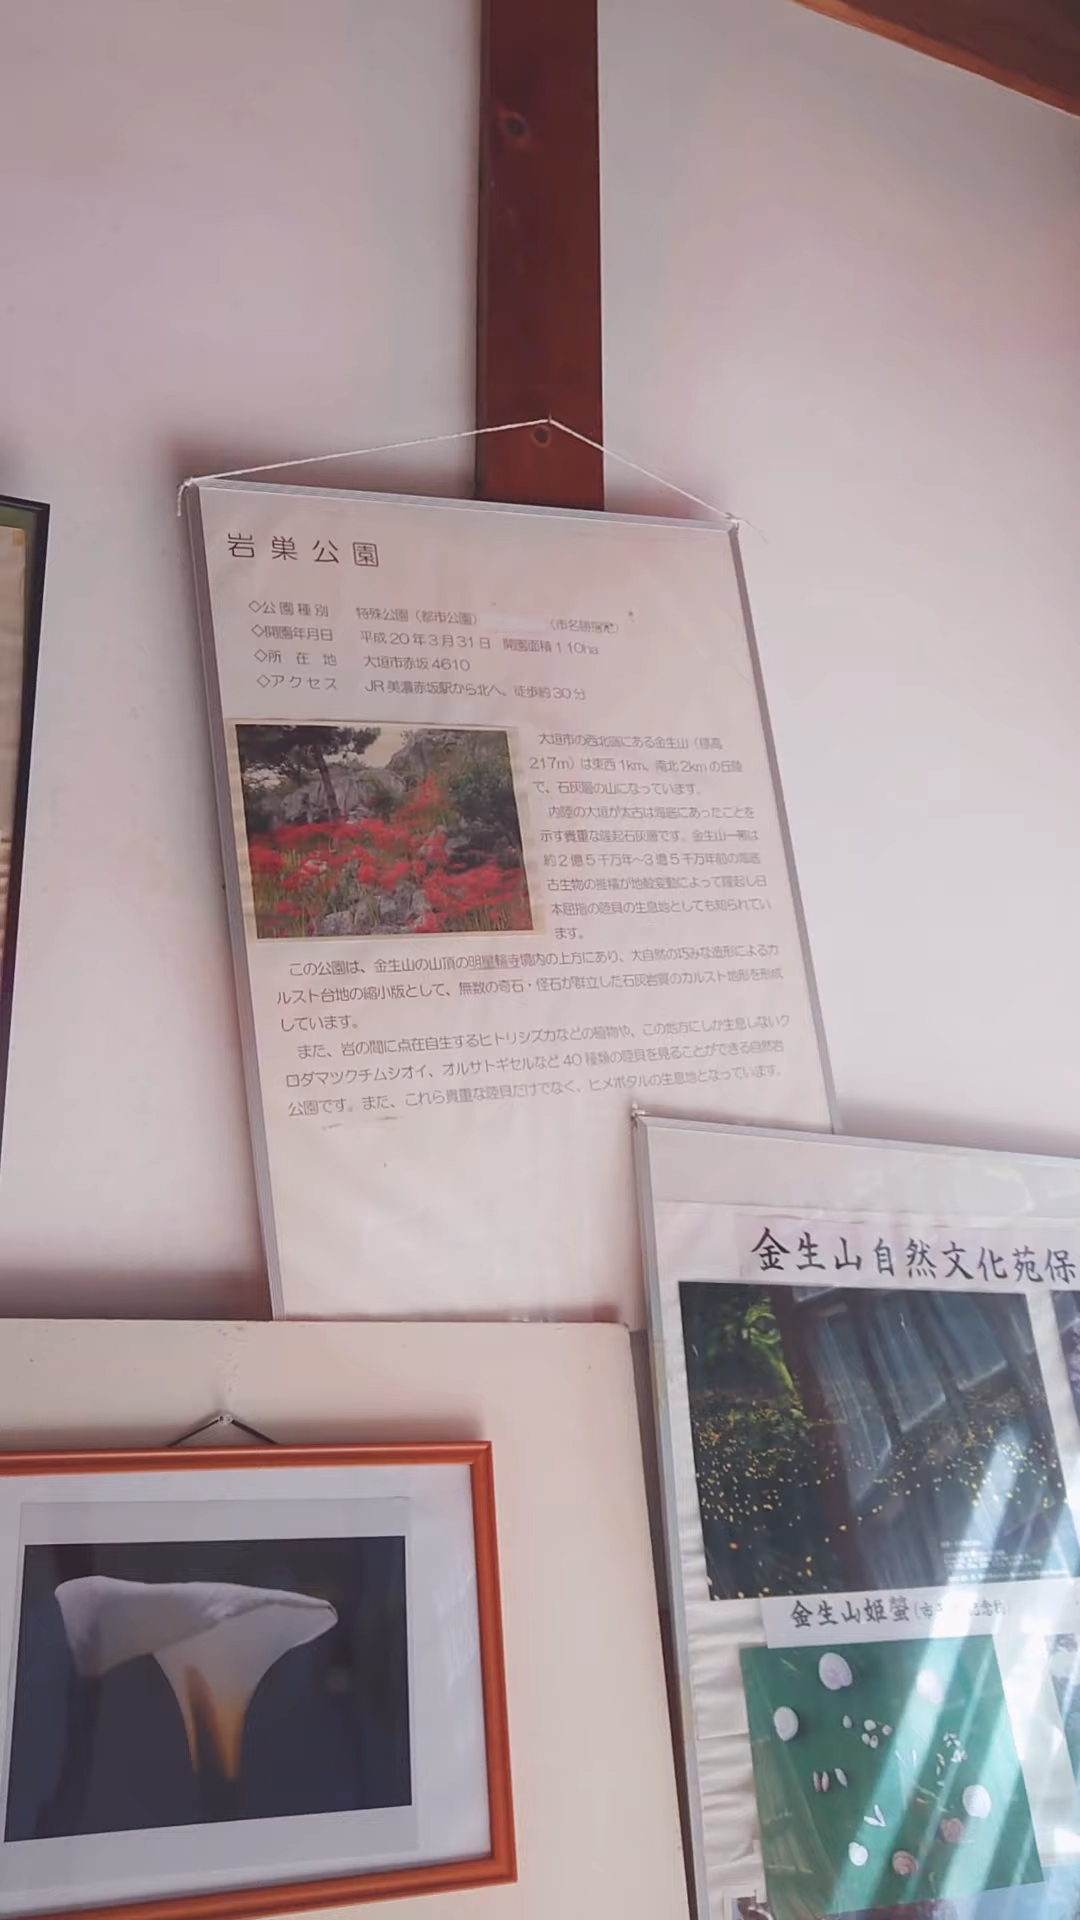 岩巣公園
◇公園種別 特殊公園（都市公園） （市名勝指定）
◇開園年月日 平成20年3月31日 開園面積1.10ha
◇所在地 大垣市赤坂4610
◇アクセス JR美濃赤坂駅から北へ、徒歩約30分
大垣市の西北端にある金生山（標高
217m）は東西1km、南北2kmの丘陵
で、石灰層の山になっています。
内陸の大垣が太古は海底にあったことを
示す貴重な隆起石灰層です。金生山一帯は
約2億5千万年～3億5千万年前の海底
古生物の堆積が地殻変動によって隆起し日
本屈指の陸貝の生息地としても知られてい
ます。
この公園は、金生山の山頂の明星輪寺境内の上方にあり、大自然の巧みな造形によるカ
ルスト台地の縮小版として、無数の奇石・怪石が群立した石灰岩質のカルスト地形を形成
しています。
また、岩の間に点在自生するヒトリシズカなどの植物や、この地方にしか生息しないク
ロダマツクチムシオイ、オルサトギセルなど40種類の陸貝を見ることができる自然岩
公園です。また、これら貴重な陸貝だけでなく、ヒメボタルの生息地となっています。
金生山自然文化苑保
金生山姫螢